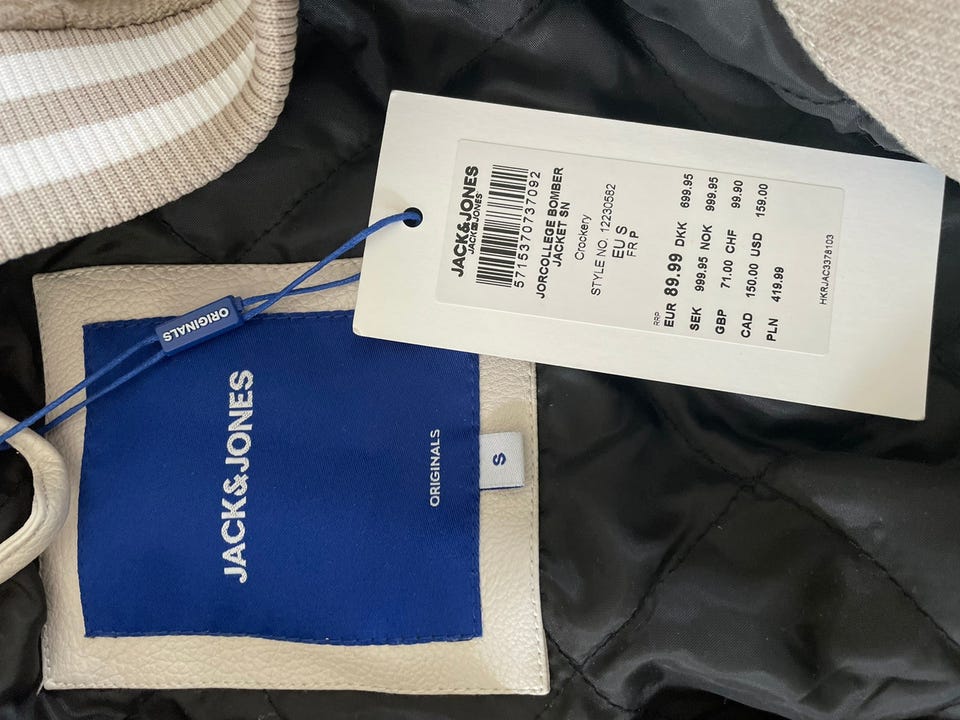 JACK&JONES
JACK&JONES
5715370737092
JORCOLLEGE BOMBER
JACKET SN
Crockery
STYLE NO. 12230582
EU S
FR P
RRP
EUR 89.99 DKK 699.95
SEK 999.95 NOK 999.95
GBP 71.00 CHF 99.90
CAD 150.00 USD 159.00
PLN 419.99
HKRJAC3378103
ORIGINALS
JACK&JONES
ORIGINALS
S